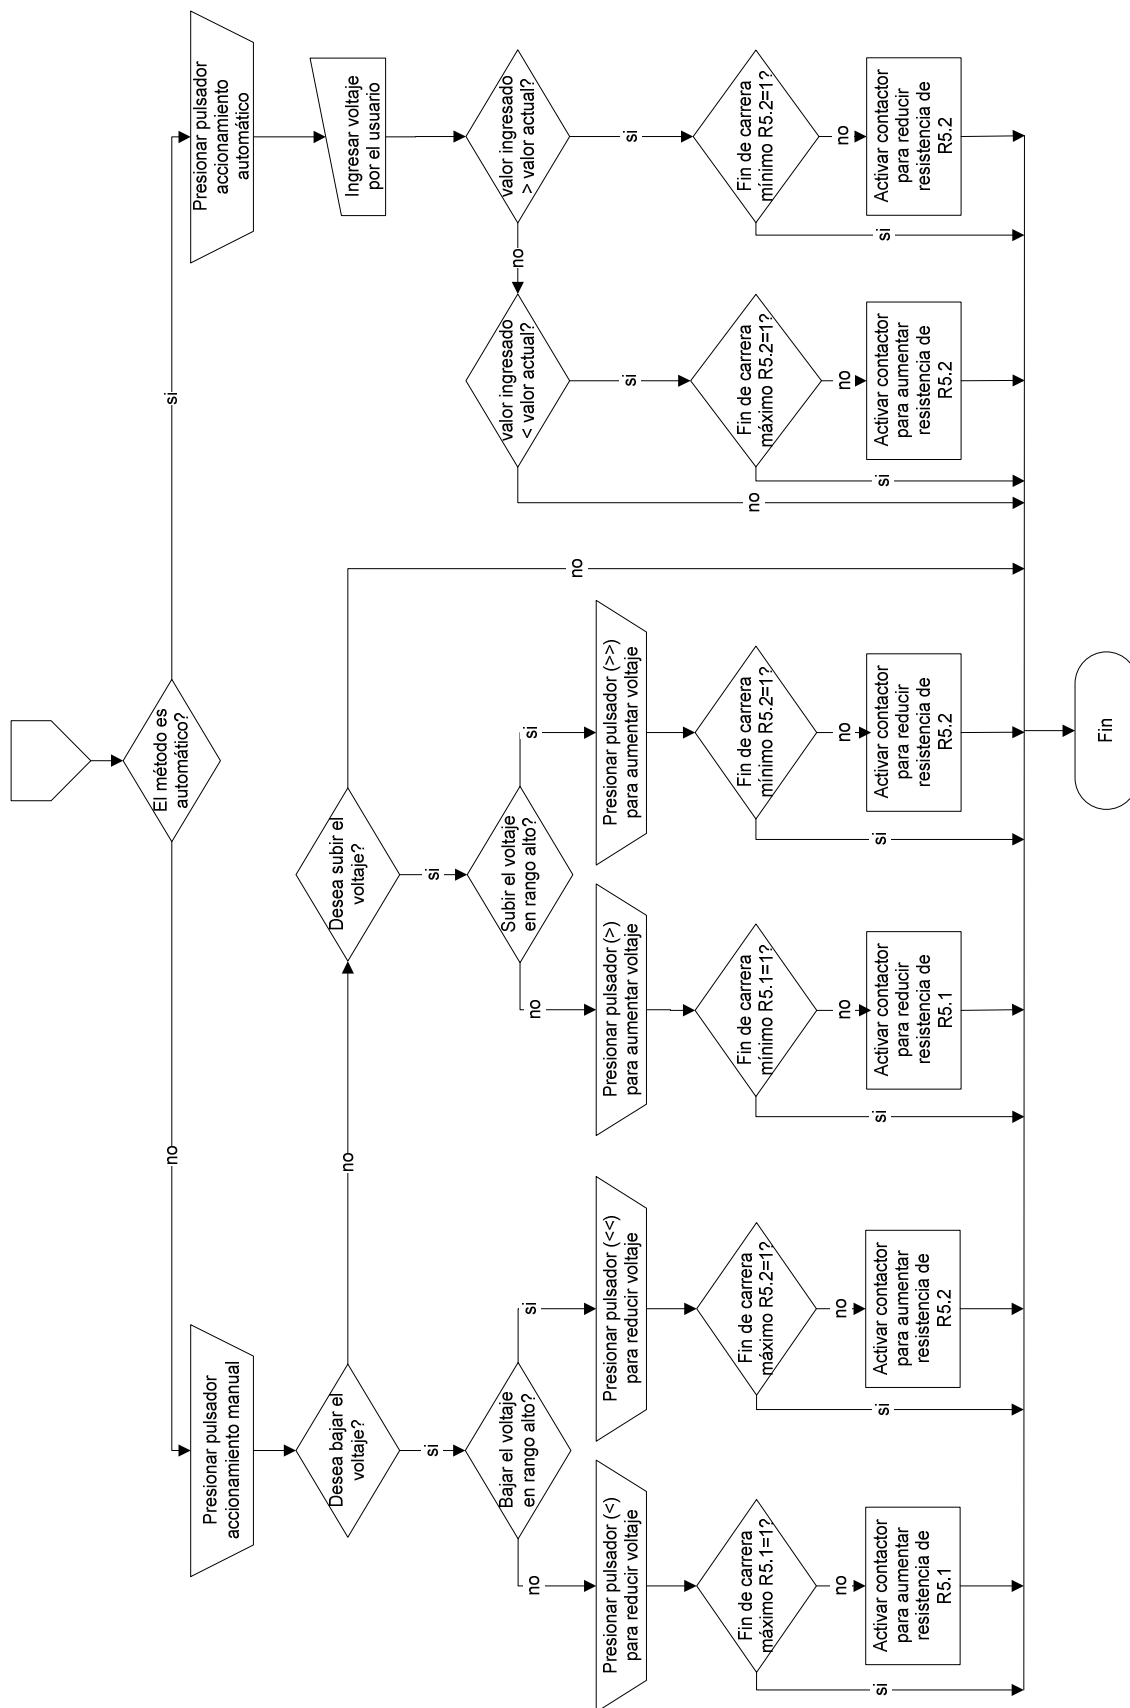 El método es
automático?
no
si
Presionar pulsador
accionamiento manual
Presionar pulsador
accionamiento
automático
Desea bajar el
voltaje?
no
Desea subir el
voltaje?
Ingresar voltaje
por el usuario
si
si
no
Bajar el voltaje
en rango alto?
Subir el voltaje
en rango alto?
valor ingresado
< valor actual?
no
valor ingresado
> valor actual?
no
si
no
si
si
si
no
Presionar pulsador (<)
para reducir voltaje
Presionar pulsador (<<)
para reducir voltaje
Presionar pulsador (>)
para aumentar voltaje
Presionar pulsador (>>)
para aumentar voltaje
Fin de carrera
máximo R5.1=1?
Fin de carrera
máximo R5.2=1?
Fin de carrera
mínimo R5.1=1?
Fin de carrera
mínimo R5.2=1?
Fin de carrera
máximo R5.2=1?
Fin de carrera
mínimo R5.2=1?
no
no
no
no
no
no
si
Activar contactor
para aumentar
resistencia de
R5.1
si
Activar contactor
para aumentar
resistencia de
R5.2
si
Activar contactor
para reducir
resistencia de
R5.1
si
Activar contactor
para reducir
resistencia de
R5.2
si
Activar contactor
para aumentar
resistencia de
R5.2
si
Activar contactor
para reducir
resistencia de
R5.2
Fin